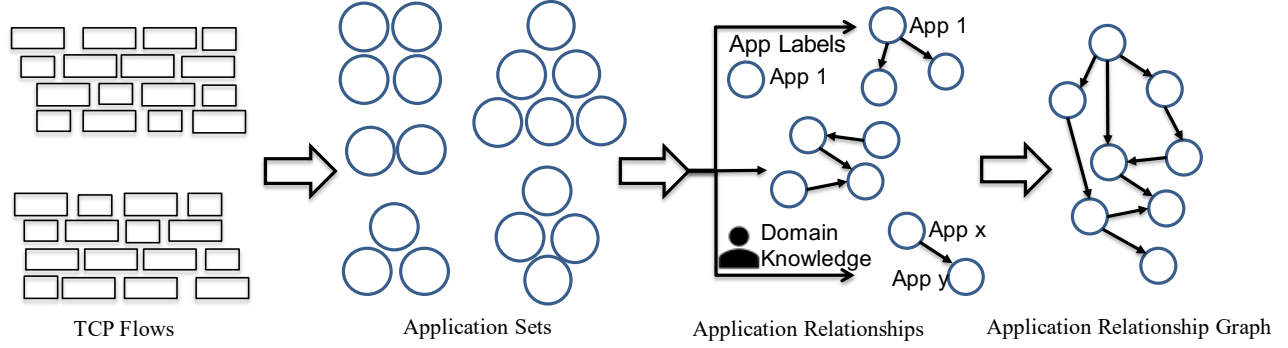 App 1
App Labels
App 1
Domain
Knowledge
App x
App y
TCP Flows
Application Sets
Application Relationships
Application Relationship Graph